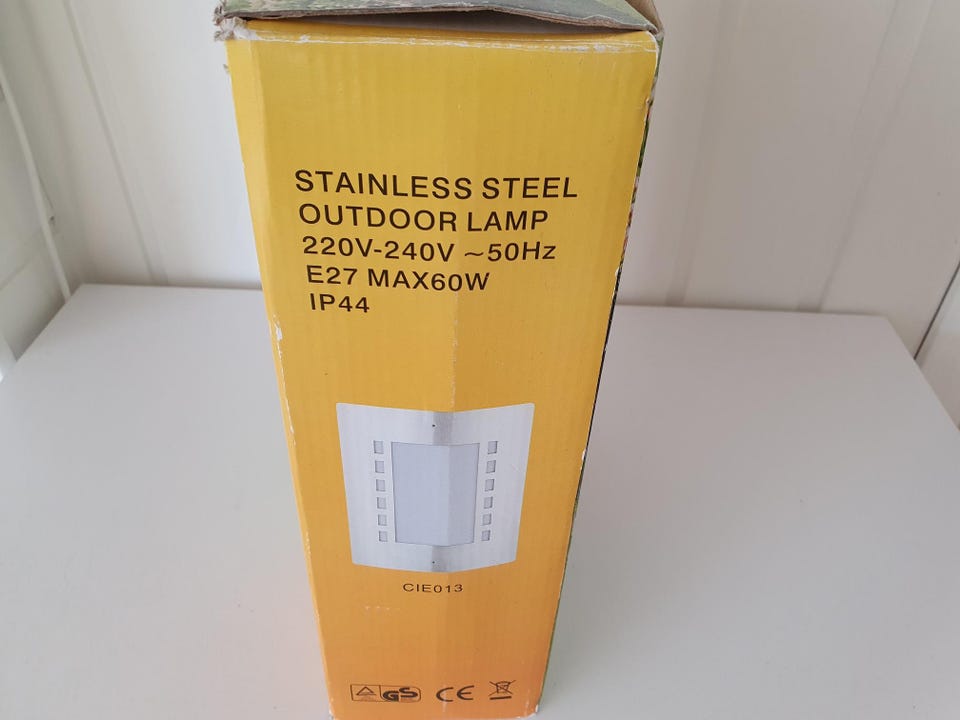 STAINLESS STEEL
OUTDOOR LAMP
220V-240V ~50Hz
E27 MAX60W
IP44
CIE013
GS CE